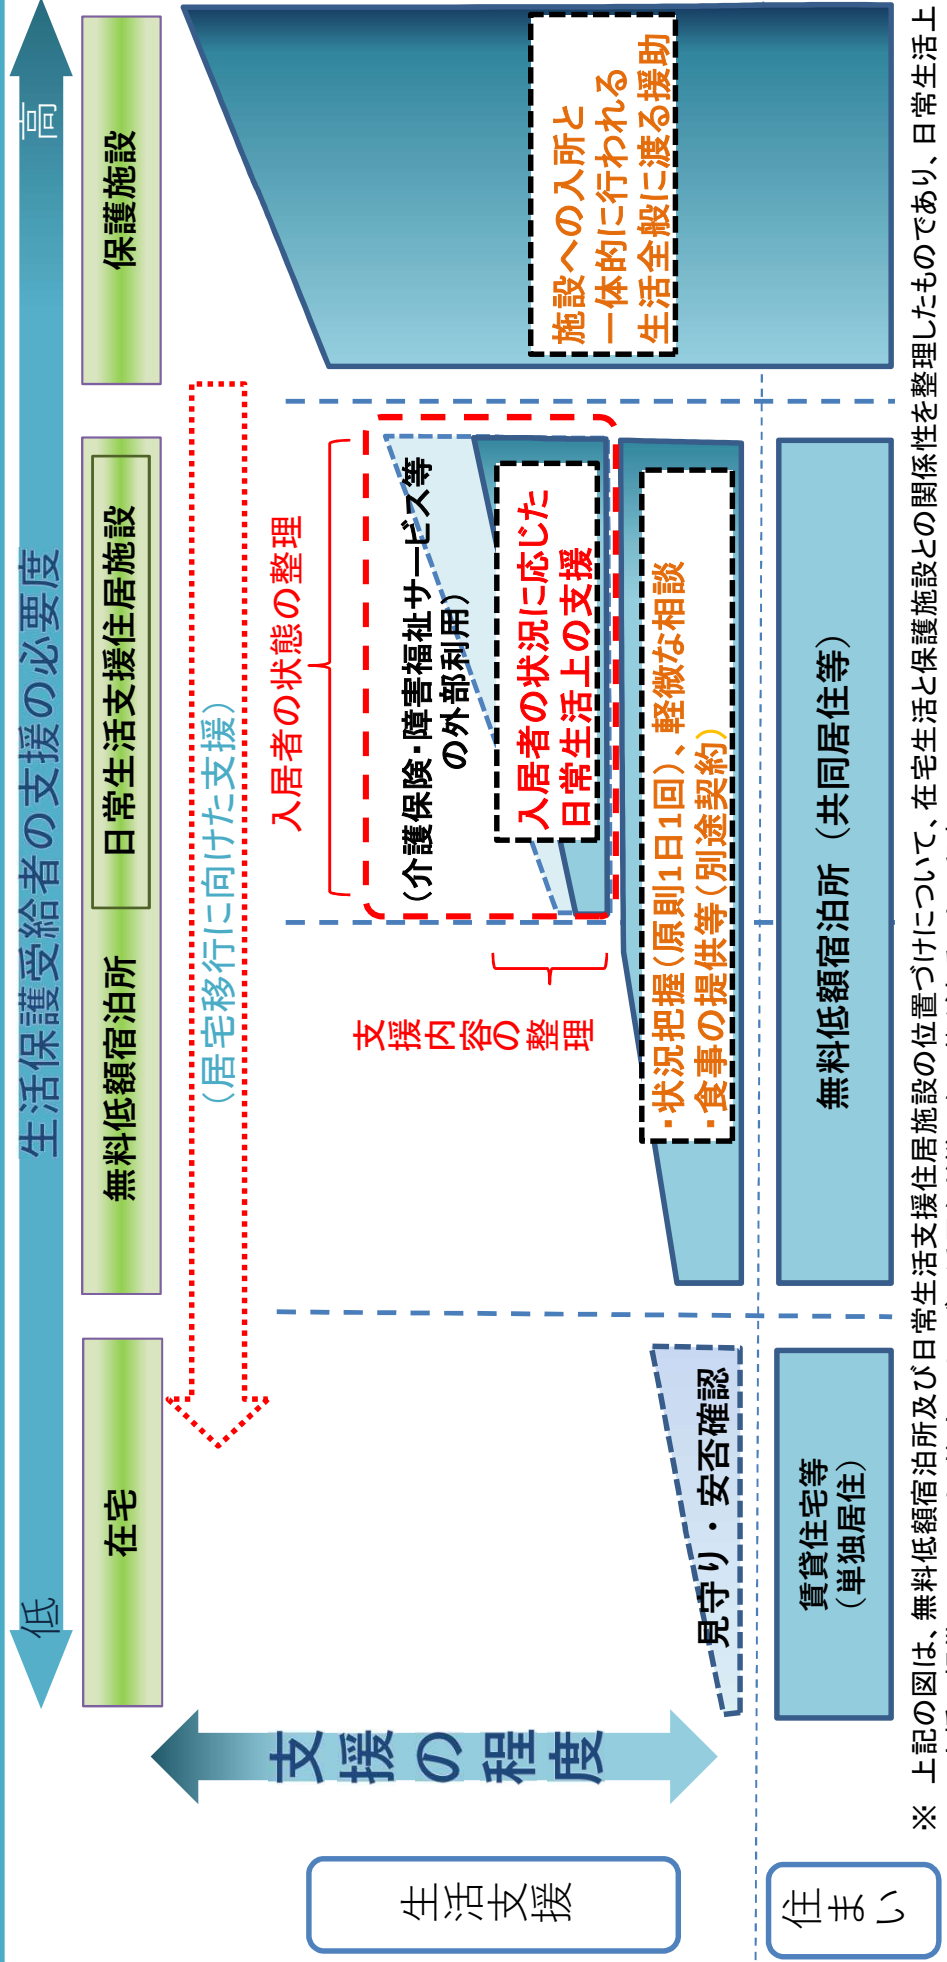 生活保護受給者の支援の必要度
低
高
在宅
無料低額宿泊所
日常生活支援住居施設
保護施設
（居宅移行に向けた支援）
入居者の状態の整理
支援の程度
生活支援
（介護保険・障害福祉サービス等
の外部利用）
入居者の状況に応じた
日常生活上の支援
支援内容の整理
施設への入所と
一体的に行われる
生活全般に渡る援助
見守り・安否確認
・状況把握（原則１日１回）、軽微な相談
・食事の提供等（別途契約）
住まい
賃貸住宅等
（単独居住）
無料低額宿泊所（共同居住等）
※ 上記の図は、無料低額宿泊所及び日常生活支援住居施設の位置づけについて、在宅生活と保護施設との関係性を整理したものであり、日常生活上